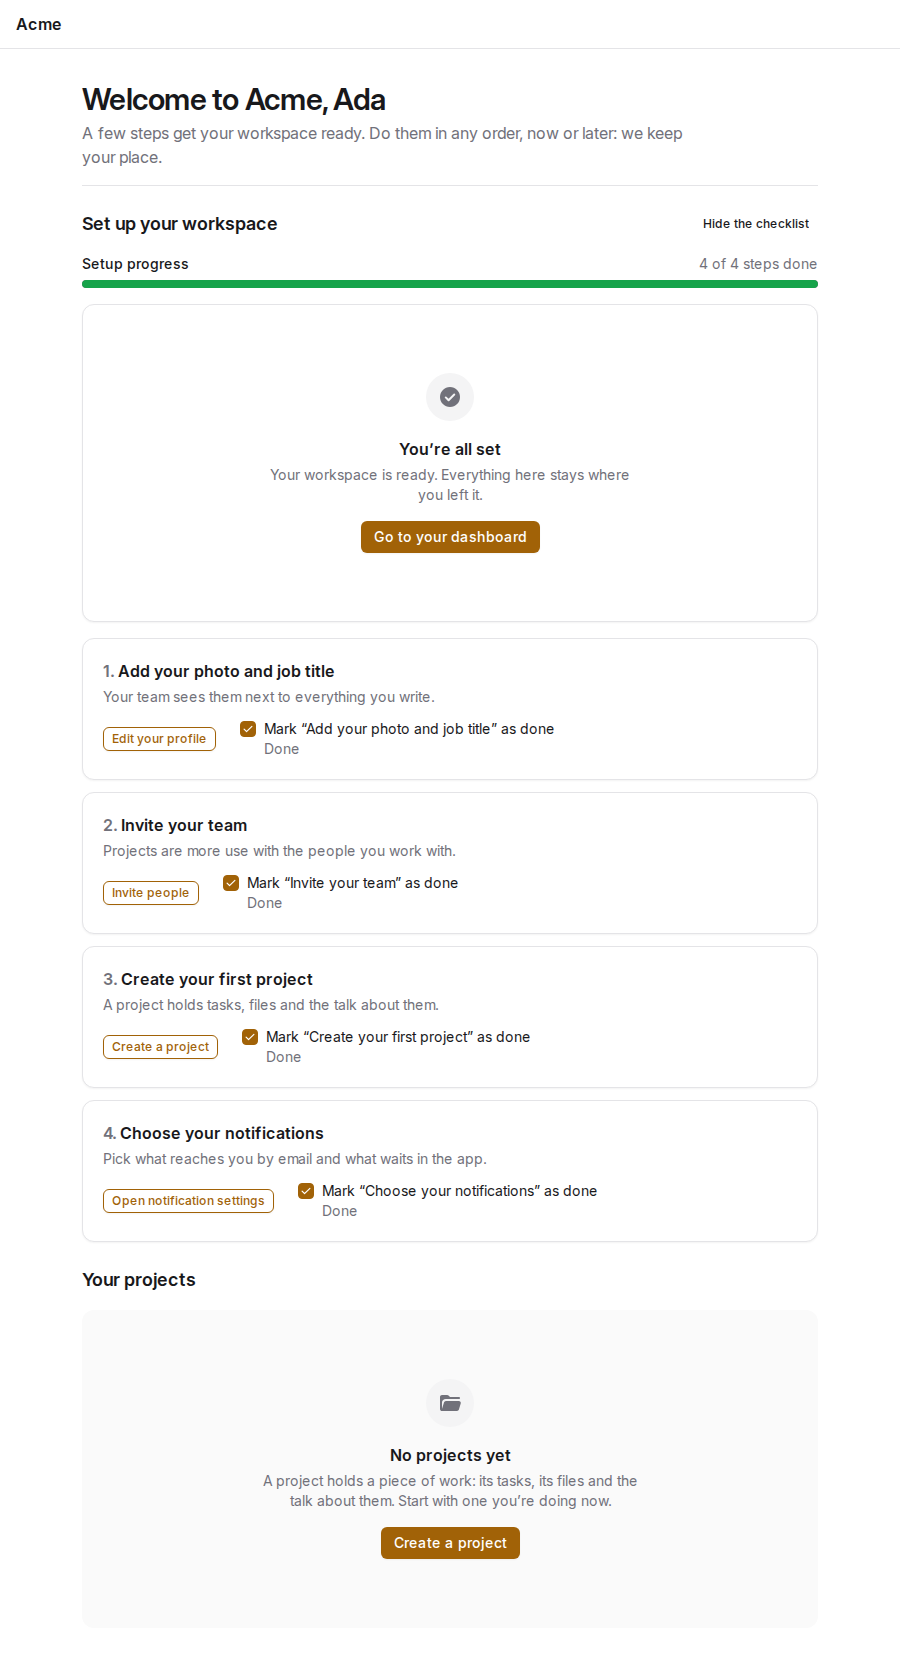 Acme
Welcome to Acme, Ada
A few steps get your workspace ready. Do them in any order, now or later: we keep
your place.
Set up your workspace
Hide the checklist
Setup progress
4 of 4 steps done
You’re all set
Your workspace is ready. Everything here stays where
you left it.
Go to your dashboard
1. Add your photo and job title
Your team sees them next to everything you write.
Edit your profile
Mark “Add your photo and job title” as done
Done
2. Invite your team
Projects are more use with the people you work with.
Invite people
Mark “Invite your team” as done
Done
3. Create your first project
A project holds tasks, files and the talk about them.
Create a project
Mark “Create your first project” as done
Done
4. Choose your notifications
Pick what reaches you by email and what waits in the app.
Open notification settings
Mark “Choose your notifications” as done
Done
Your projects
No projects yet
A project holds a piece of work: its tasks, its files and the
talk about them. Start with one you’re doing now.
Create a project